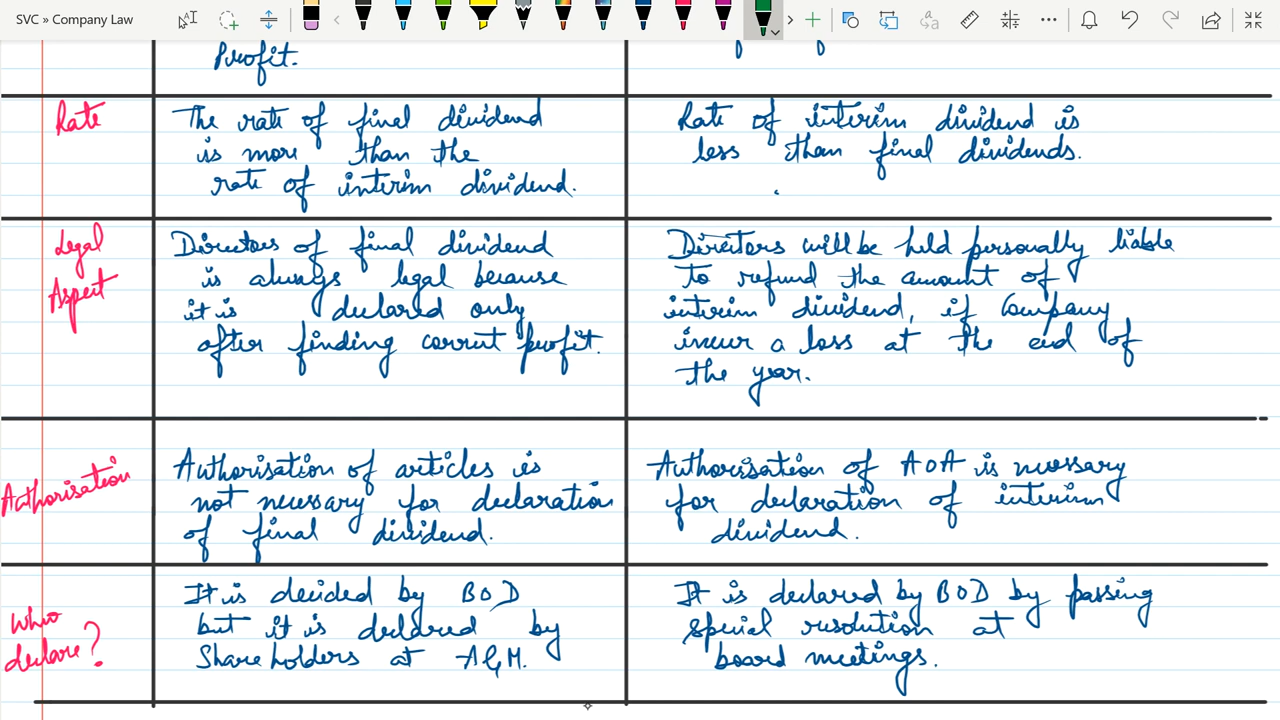 SVC » Company Law
Profit.
Rate
The rate of final dividend
is more than the
rate of interim dividend.
Rate of interim dividend is
less than final dividends.
Legal
Aspect
Directors of final dividend
is always legal because
it is declared only
after finding correct profit.
Directors will be held personally liable
to refund the amount of
interim dividend, if Company
incur a loss at the end of
the year.
Authorisation
Authorisation of articles is
not necessary for declaration
of final dividend.
Authorisation of AOA is necessary
for declaration of interim
dividend.
Who
declare?
It is decided by BOD
but it is declared by
Shareholders at AGM.
It is declared by BOD by passing
special resolution at
board meetings.